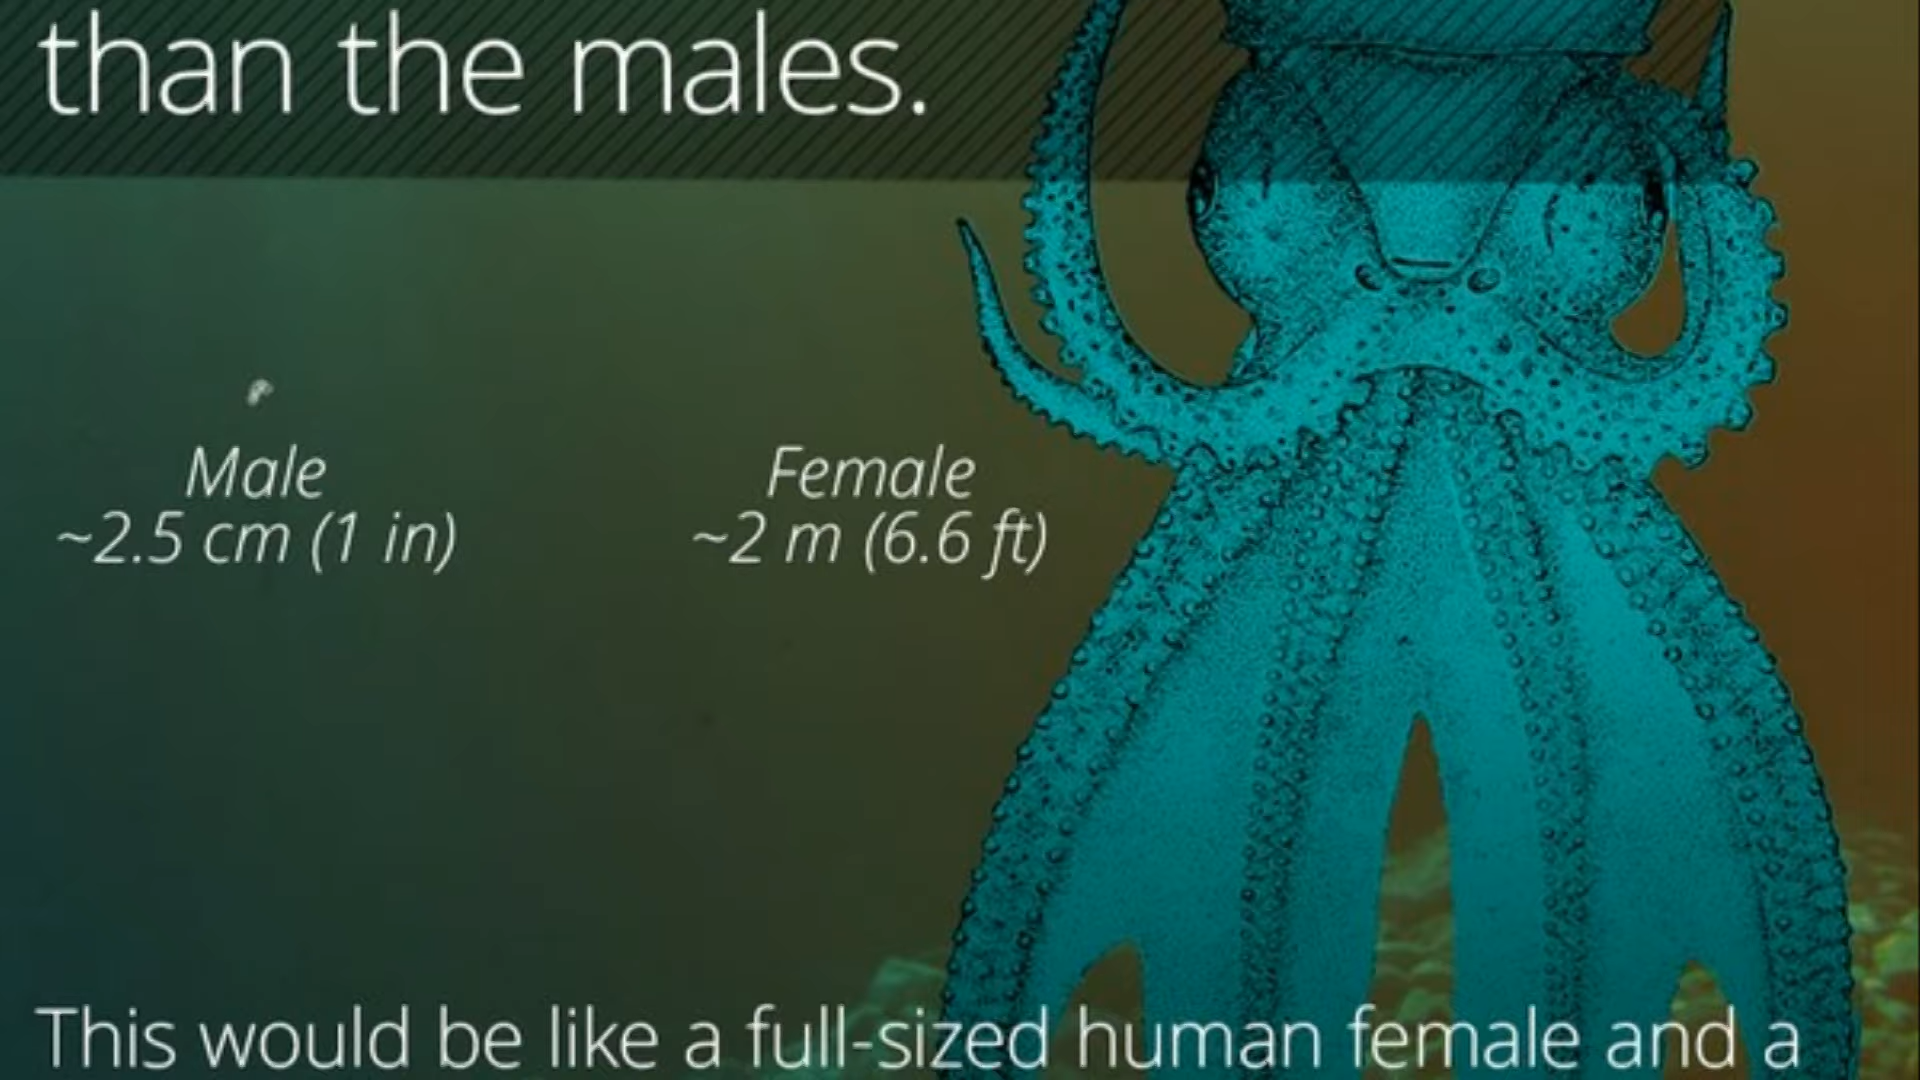 than the males.
Male
~2.5 cm (1 in)
Female
~2 m (6.6 ft)
This would be like a full-sized human female and a